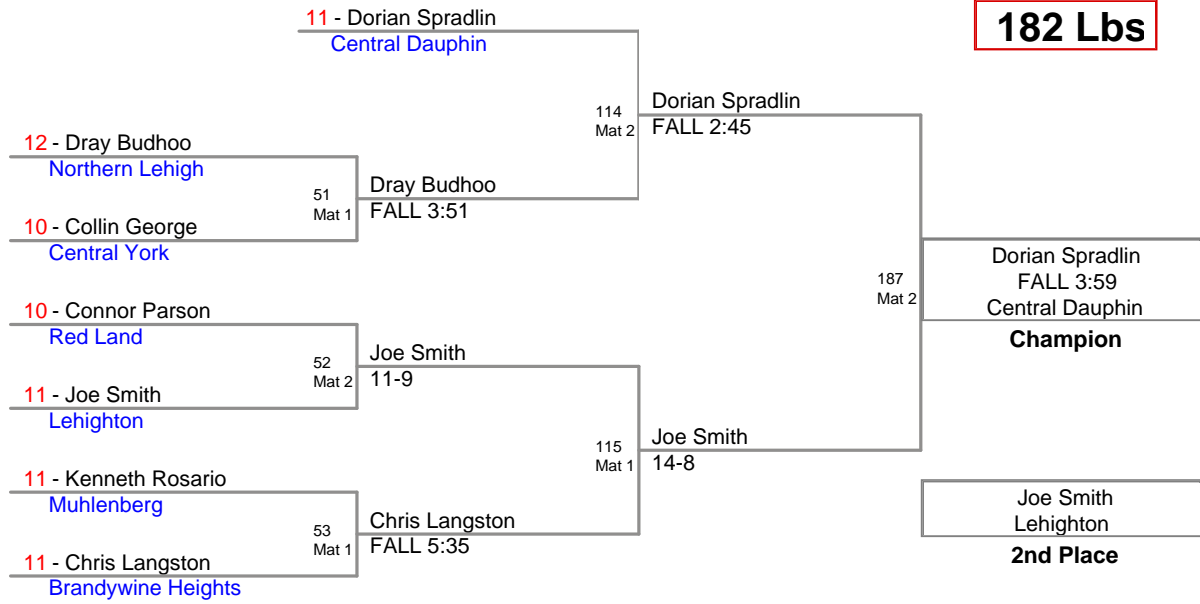 182 Lbs
11 - Dorian Spradlin
Central Dauphin
114
Mat 2
Dorian Spradlin
FALL 2:45
12 - Dray Budhoo
Northern Lehigh
51
Mat 1
Dray Budhoo
FALL 3:51
10 - Collin George
Central York
187
Mat 2
Dorian Spradlin
FALL 3:59
Central Dauphin
Champion
10 - Connor Parson
Red Land
52
Mat 2
Joe Smith
11-9
11 - Joe Smith
Lehighton
115
Mat 1
Joe Smith
14-8
11 - Kenneth Rosario
Muhlenberg
53
Mat 1
Chris Langston
FALL 5:35
11 - Chris Langston
Brandywine Heights
Joe Smith
Lehighton
2nd Place